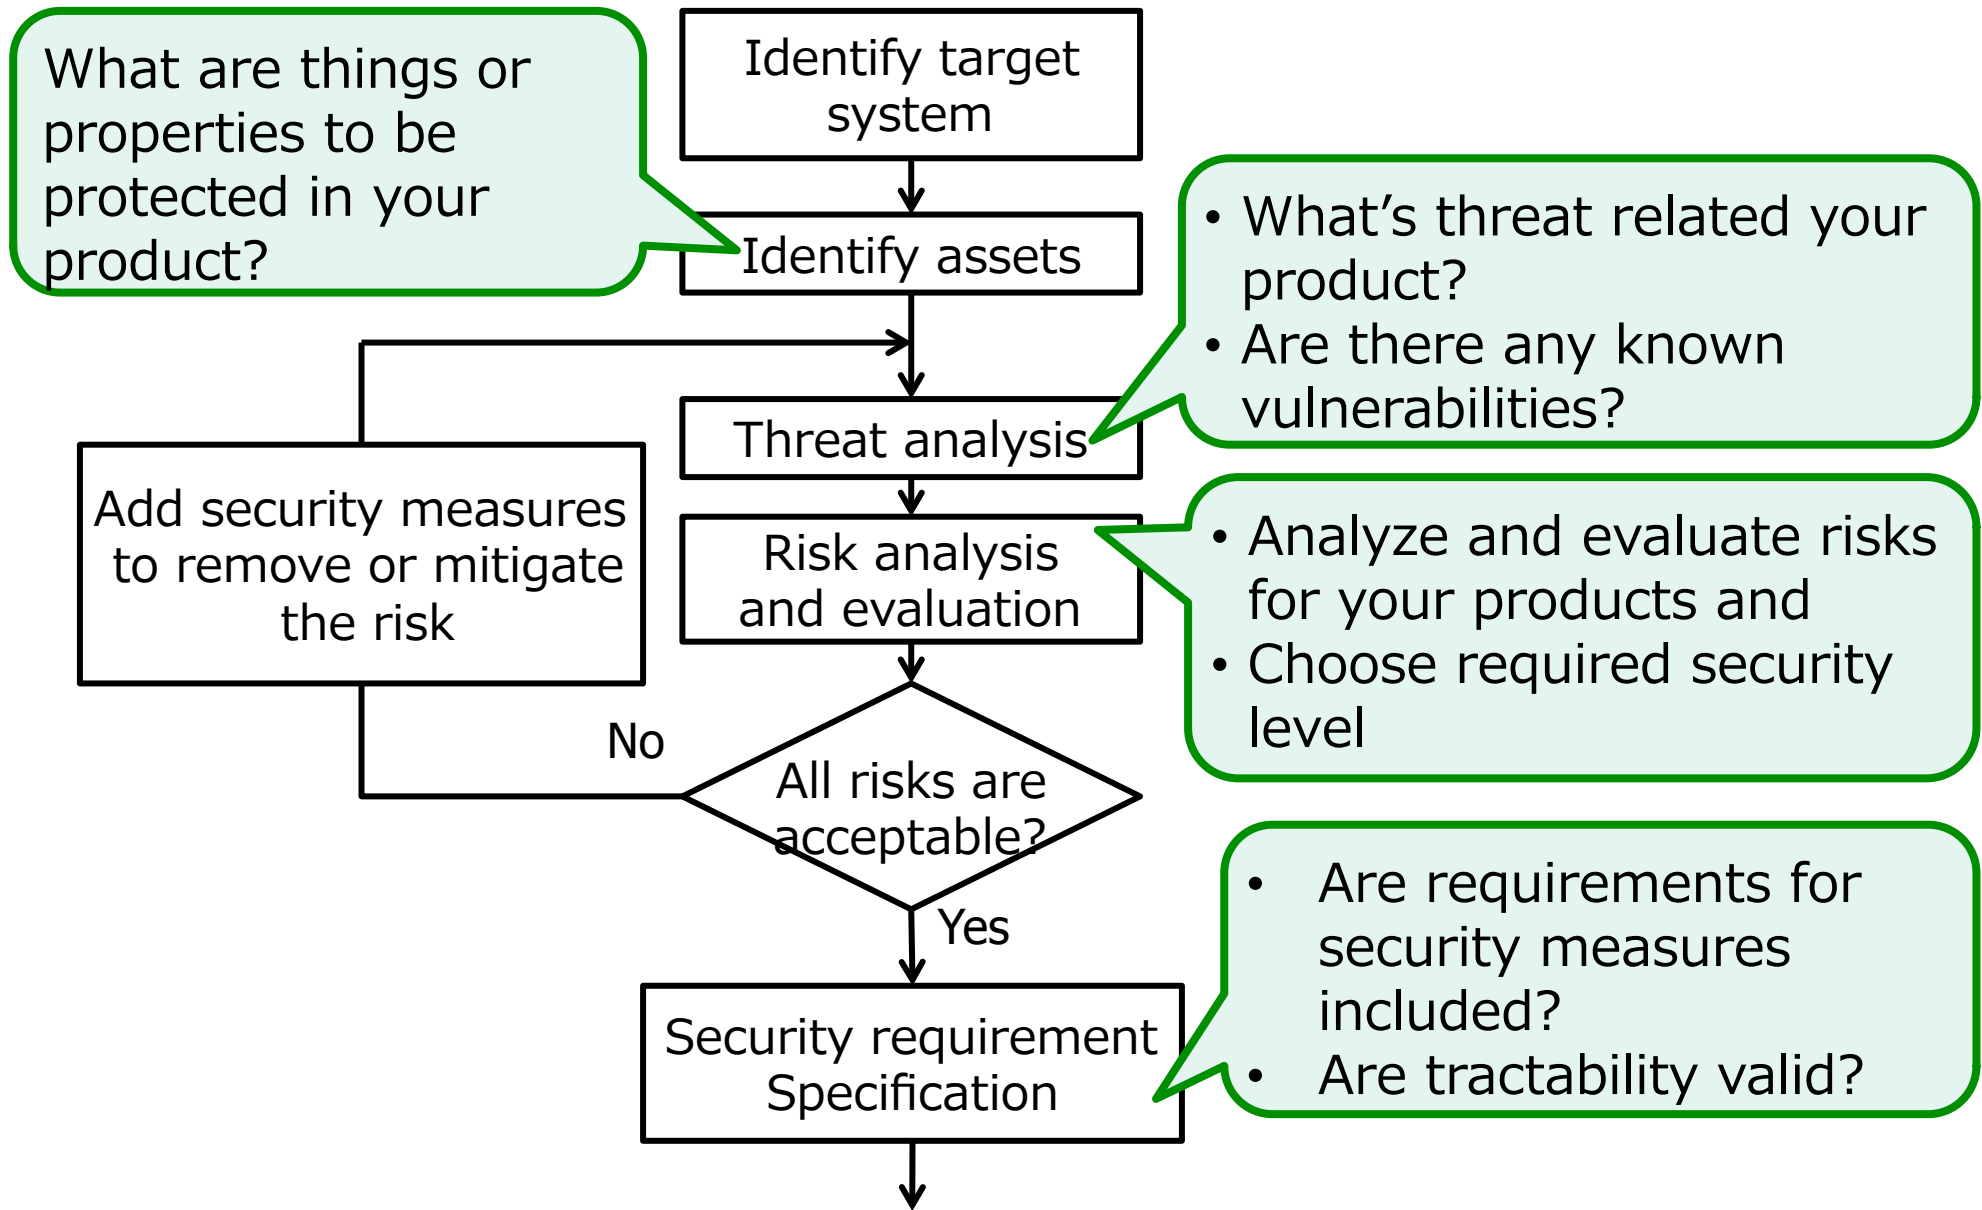 What are things or
properties to be
protected in your
product?
Identify target
system
Identify assets
• What’s threat related your
product?
• Are there any known
vulnerabilities?
Threat analysis
Add security measures
to remove or mitigate
the risk
Risk analysis
and evaluation
• Analyze and evaluate risks
for your products and
• Choose required security
level
No
All risks are
acceptable?
Yes
• Are requirements for
security measures
included?
• Are tractability valid?
Security requirement
Specification